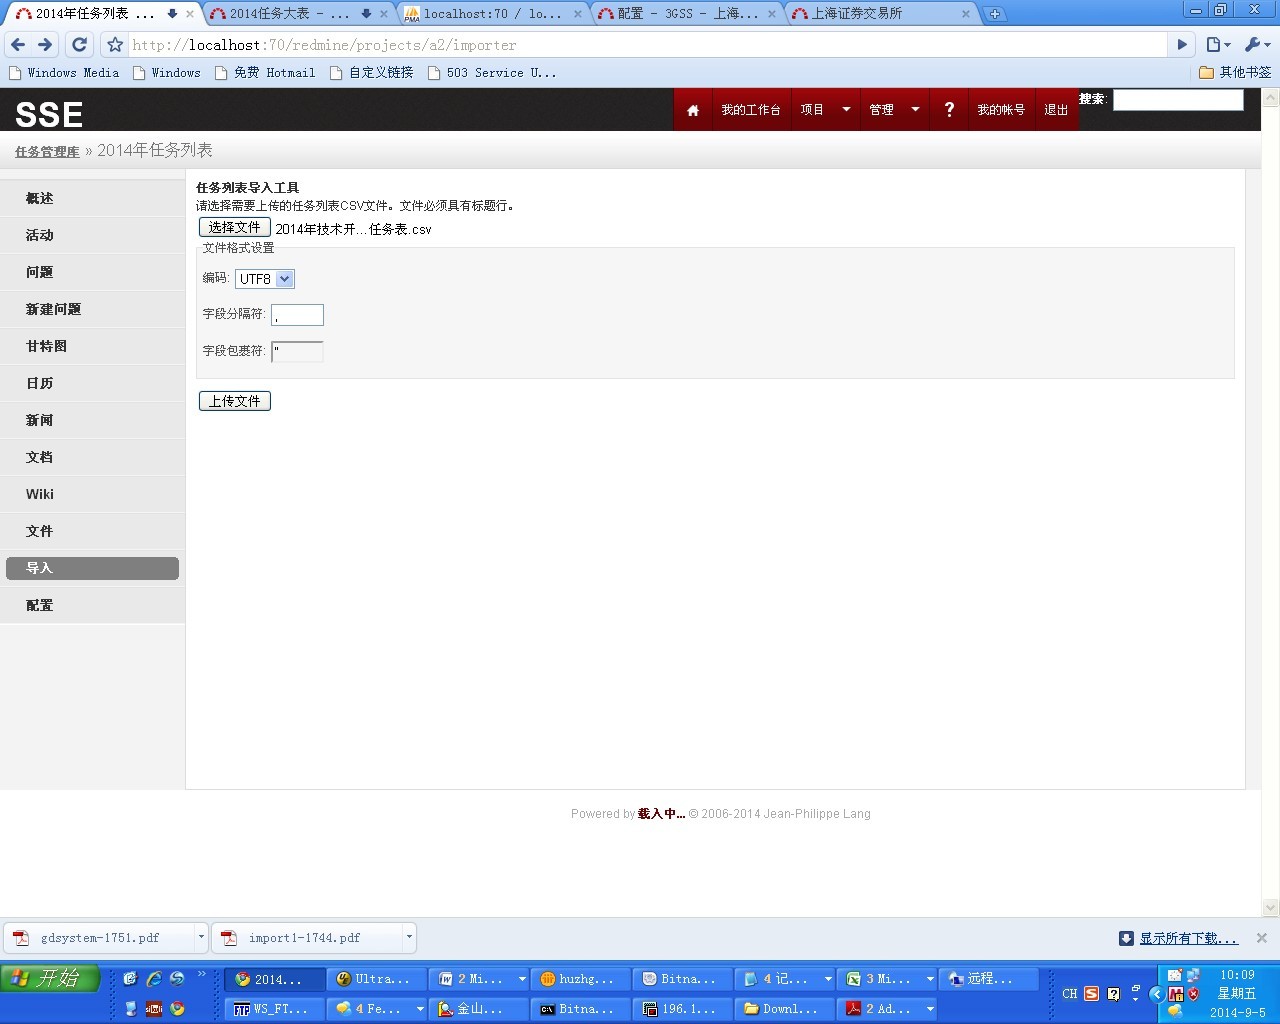 2014年任务列表 ...
2014任务大表 - ...
localhost:70 / lo...
配置 - 3GSS - 上海...
上海证券交易所
http://localhost:70/redmine/projects/a2/importer
Windows Media
Windows
免费 Hotmail
自定义链接
503 Service U...
其他书签
SSE
我的工作台
项目
管理
?
我的帐号
退出
搜索:
任务管理库 » 2014年任务列表
概述
活动
问题
新建问题
甘特图
日历
新闻
文档
Wiki
文件
导入
配置
任务列表导入工具
请选择需要上传的任务列表CSV文件。文件必须具有标题行。
选择文件 2014年技术开...任务表.csv
文件格式设置
编码: UTF8
字段分隔符: ,
字段包裹符: "
上传文件
Powered by 载入中... © 2006-2014 Jean-Philippe Lang
gdsystem-1751.pdf
import1-1744.pdf
显示所有下载...
开始
2014...
Ultra...
2 Mi...
huzhg...
Bitna...
4 记...
3 Mi...
远程...
WS_FT...
4 Fe...
金山...
Bitna...
196.1...
Downl...
2 Ad...
CH
10:09
星期五
2014-9-5